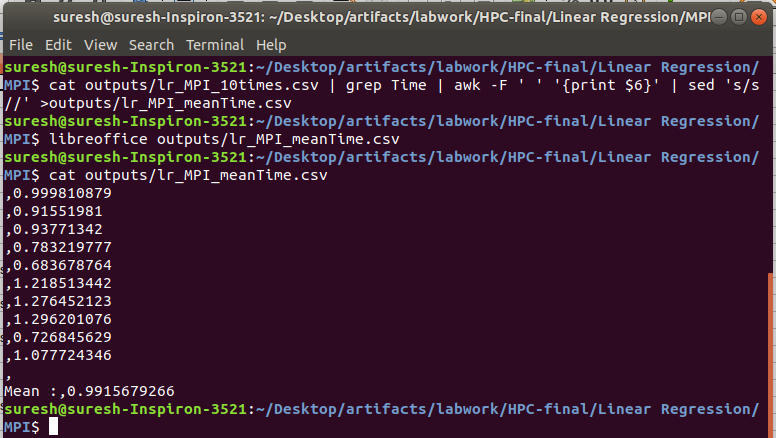 suresh@suresh-Inspiron-3521: ~/Desktop/artifacts/labwork/HPC-final/Linear Regression/MPI
File Edit View Search Terminal Help
suresh@suresh-Inspiron-3521:~/Desktop/artifacts/labwork/HPC-final/Linear Regression/
MPI$ cat outputs/lr_MPI_10times.csv | grep Time | awk -F ' ' '{print $6}' | sed 's/s
//' >outputs/lr_MPI_meanTime.csv
suresh@suresh-Inspiron-3521:~/Desktop/artifacts/labwork/HPC-final/Linear Regression/
MPI$ libreoffice outputs/lr_MPI_meanTime.csv
suresh@suresh-Inspiron-3521:~/Desktop/artifacts/labwork/HPC-final/Linear Regression/
MPI$ cat outputs/lr_MPI_meanTime.csv
,0.999810879
,0.91551981
,0.93771342
,0.783219777
,0.683678764
,1.218513442
,1.276452123
,1.296201076
,0.726845629
,1.077724346
,
Mean :,0.9915679266
suresh@suresh-Inspiron-3521:~/Desktop/artifacts/labwork/HPC-final/Linear Regression/
MPI$